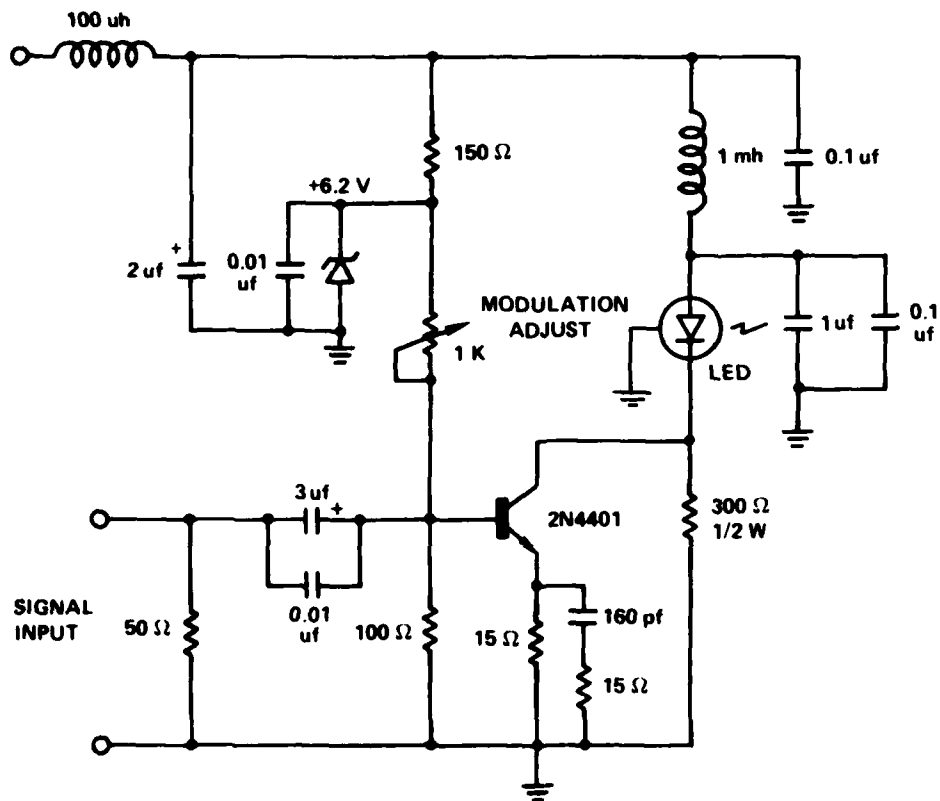 100 uh
150 Ω
1 mh
0.1 uf
+6.2 V
+
2 uf
0.01
uf
MODULATION
ADJUST
1 K
LED
1 uf
0.1
uf
3 uf
+
2N4401
300 Ω
1/2 W
0.01
uf
SIGNAL
INPUT
50 Ω
100 Ω
15 Ω
160 pf
15 Ω